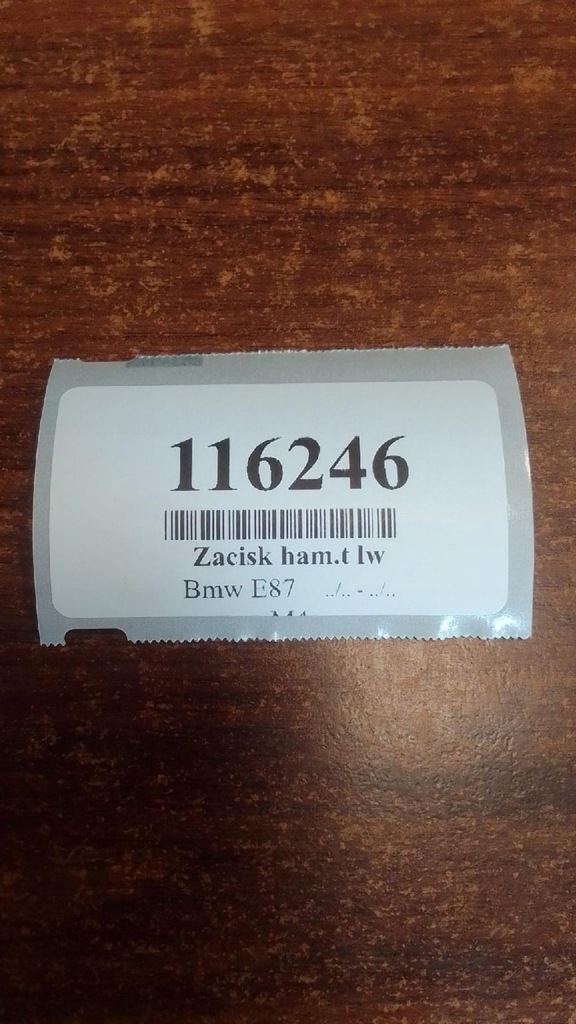 116246
Zacisk ham.t lw
Bmw E87 ../.. - ../..